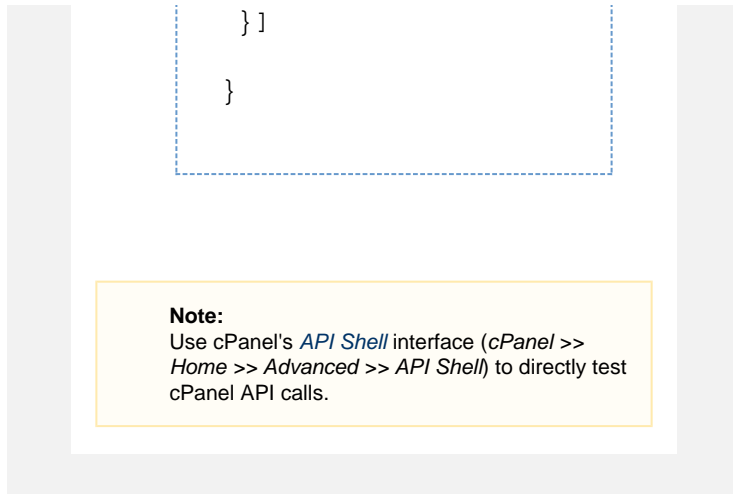 }]
}
Note:
Use cPanel's API Shell interface (cPanel >>
Home >> Advanced >> API Shell) to directly test
cPanel API calls.